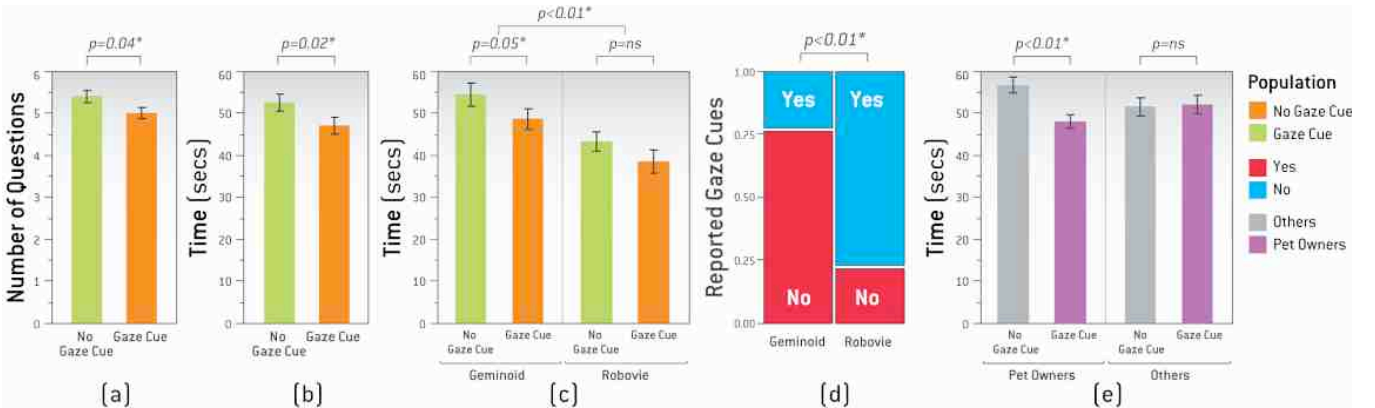 p<0.01*
p=0.04*
p=0.02*
p=0.05*
p=ns
p<0.01*
p<0.01*
p=ns
Number of Questions
6
5
4
3
2
1
0
No
Gaze Cue
Gaze Cue
(a)
Time (secs)
60
50
40
30
20
10
0
No
Gaze Cue
Gaze Cue
(b)
Time (secs)
60
50
40
30
20
10
0
No
Gaze Cue
Gaze Cue
No
Gaze Cue
Gaze Cue
Geminoid
Robovie
(c)
Reported Gaze Cues
1.00
0.75
0.50
0.25
0.00
Yes
Yes
No
No
Geminoid
Robovie
(d)
Time (secs)
60
50
40
30
20
10
0
No
Gaze Cue
Gaze Cue
No
Gaze Cue
Gaze Cue
Pet Owners
Others
(e)
Population
No Gaze Cue
Gaze Cue
Yes
No
Others
Pet Owners